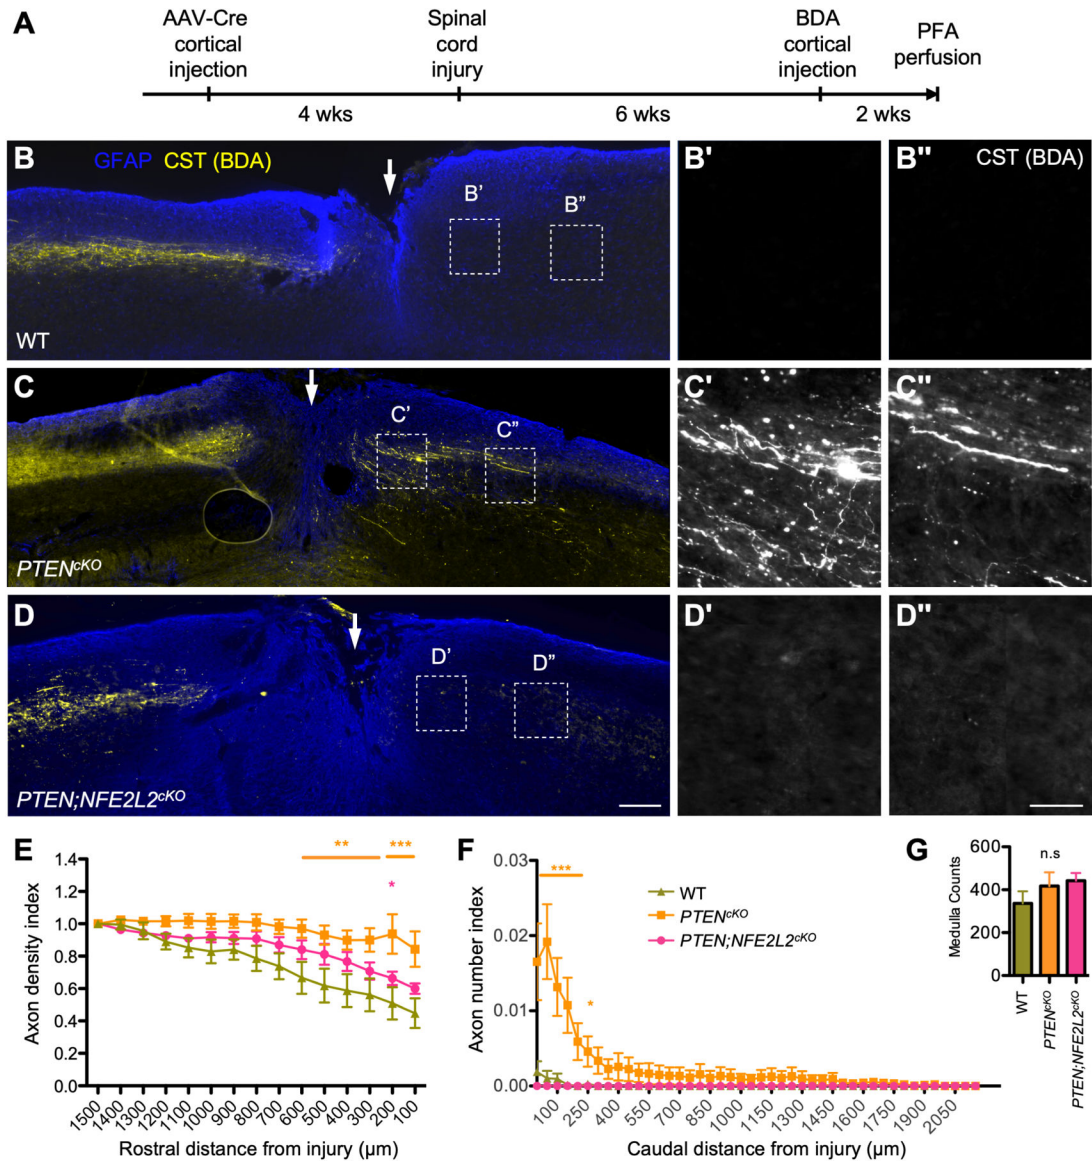 A
AAV-Cre
cortical
injection
Spinal
cord
injury
BDA
cortical
injection
PFA
perfusion
4 wks
6 wks
2 wks
B
GFAP CST (BDA)
B'
B"
WT
B'
B"
CST (BDA)
C
C'
C"
PTENcKO
C'
C"
D
D'
D"
PTEN;NFE2L2cKO
D'
D"
E
Axon density index
1.4
1.2
1.0
0.8
0.6
0.4
0.2
0.0
**
***
*
1500
1400
1300
1200
1100
1000
900
800
700
600
500
400
300
200
100
Rostral distance from injury (µm)
F
Axon number index
0.03
0.02
0.01
0.00
***
*
WT
PTENcKO
PTEN;NFE2L2cKO
100
250
400
550
700
850
1000
1150
1300
1450
1600
1750
1900
2050
Caudal distance from injury (µm)
G
Medulla Counts
600
400
200
0
n.s
WT
PTENcKO
PTEN;NFE2L2cKO